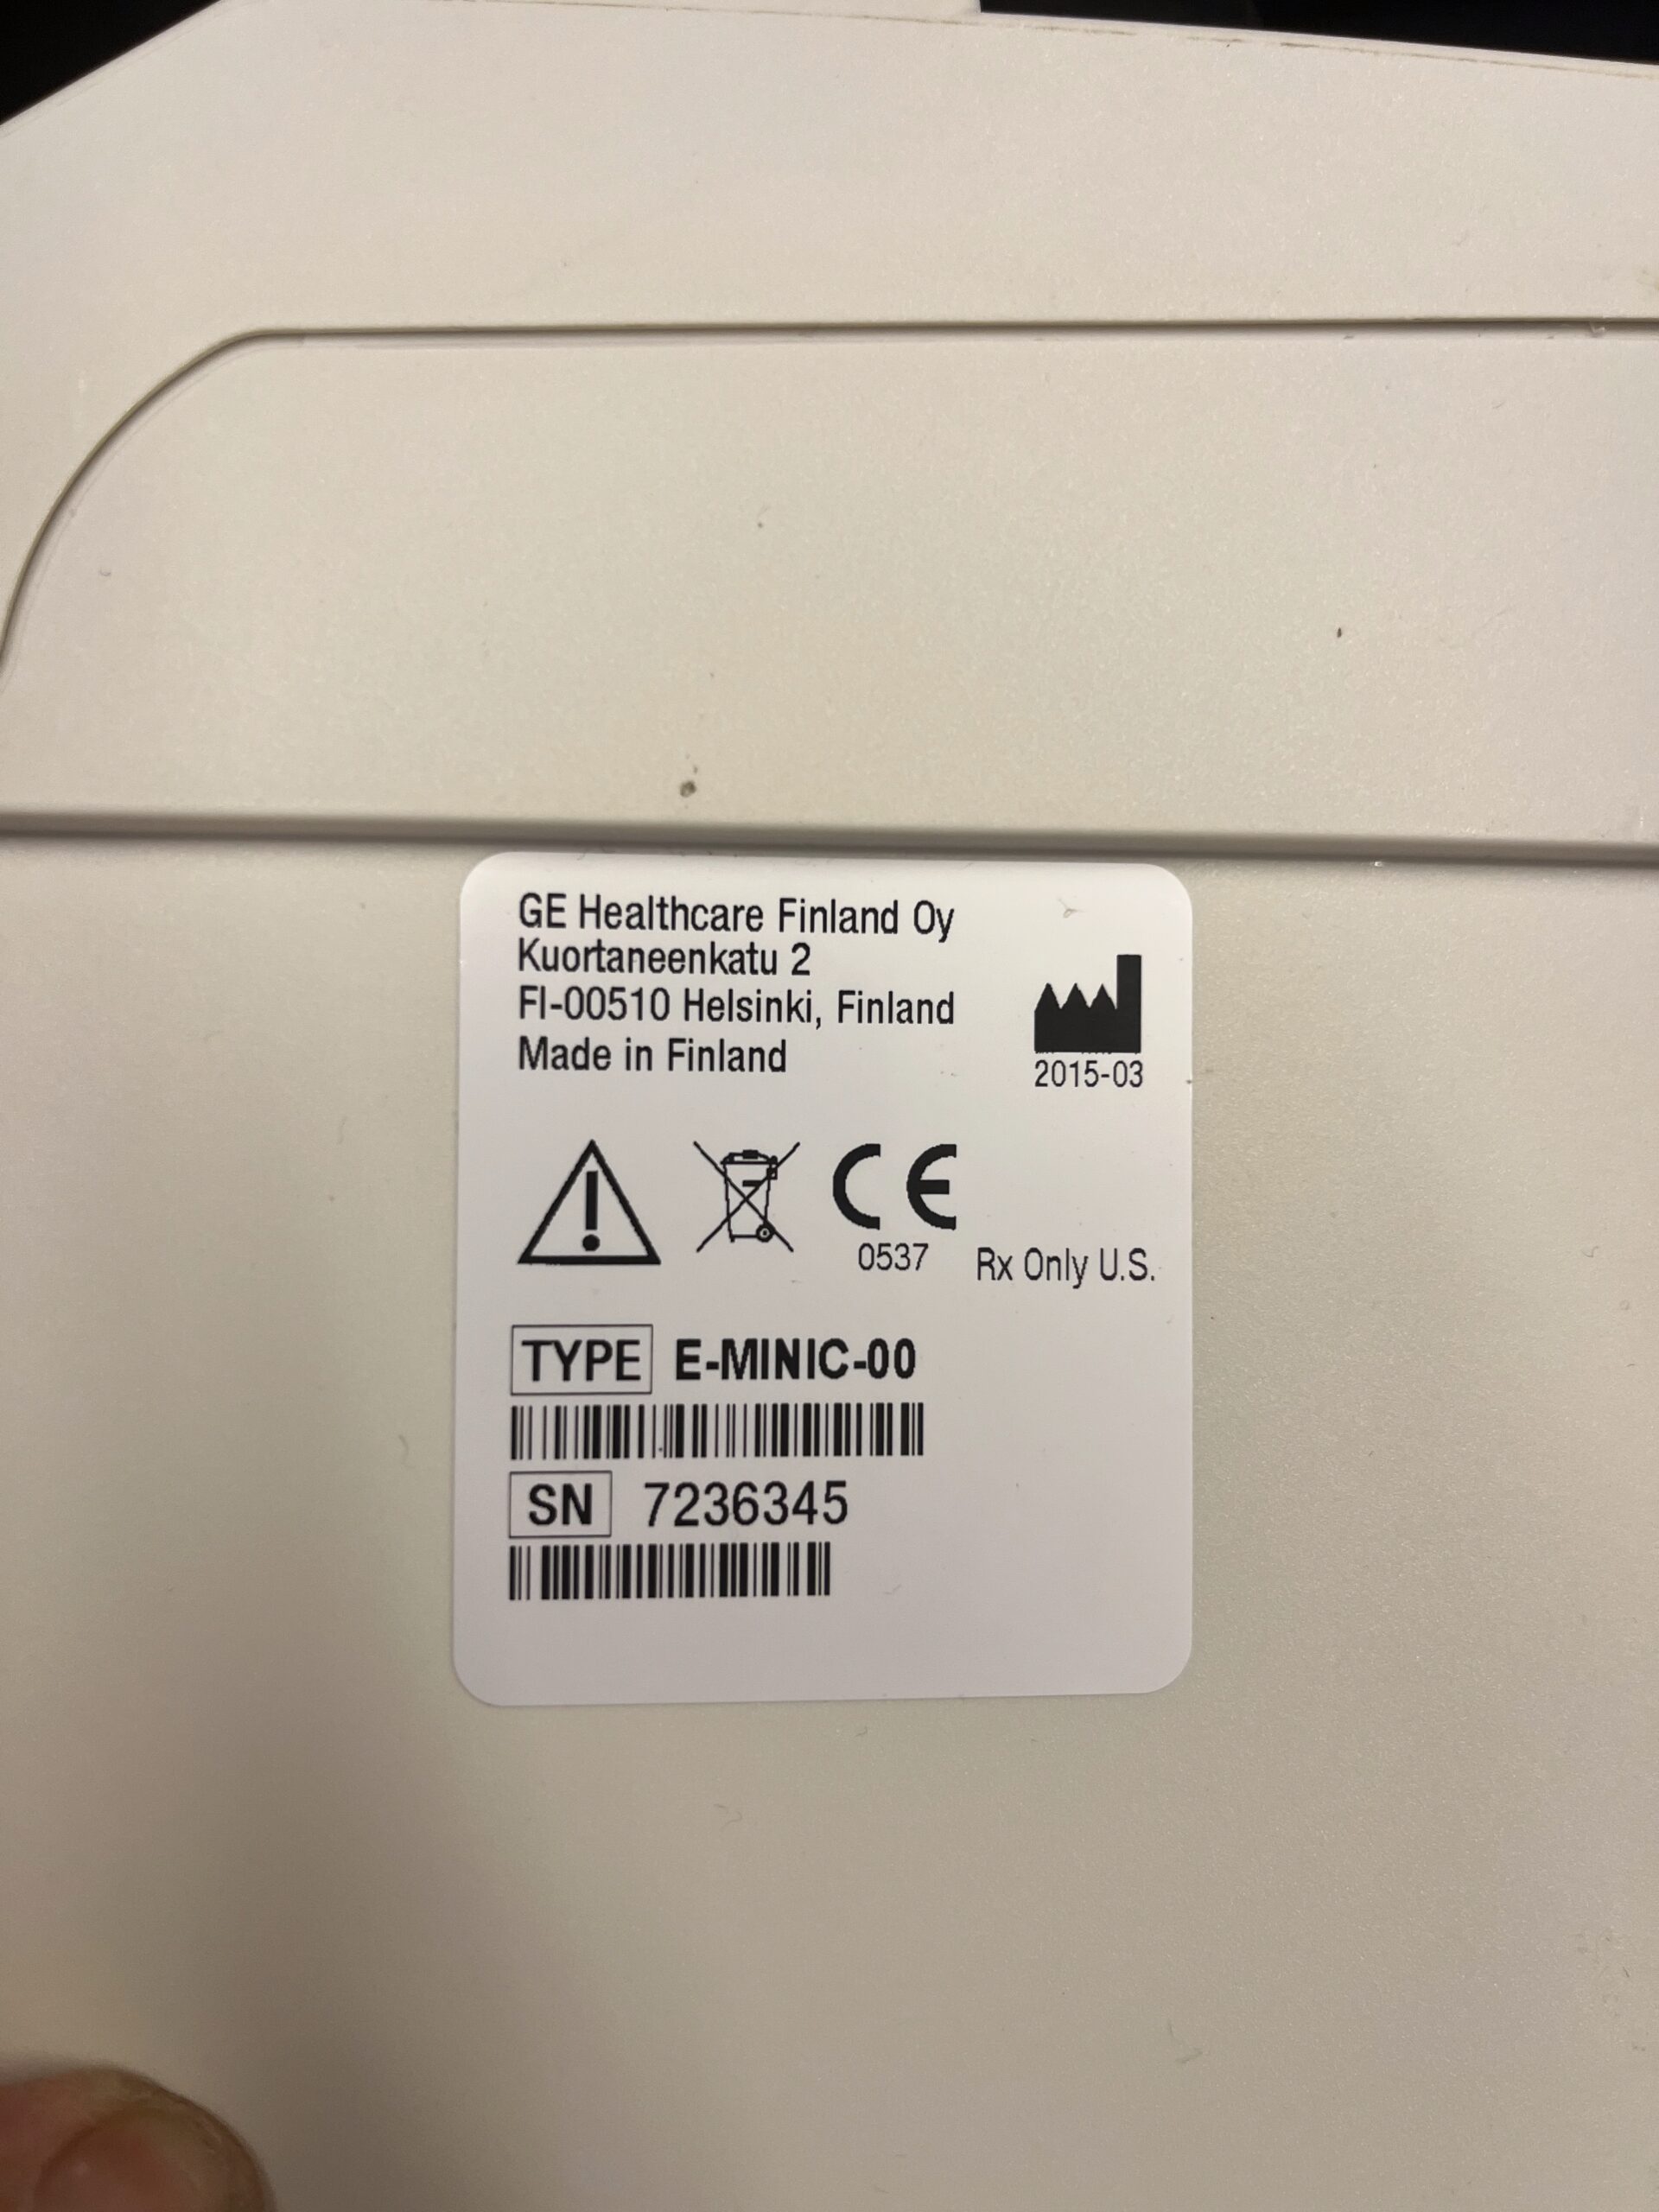 GE Healthcare Finland Oy
Kuortaneenkatu 2
FI-00510 Helsinki, Finland
Made in Finland
2015-03
CE
0537
Rx Only U.S.
TYPE E-MINIC-00
SN 7236345